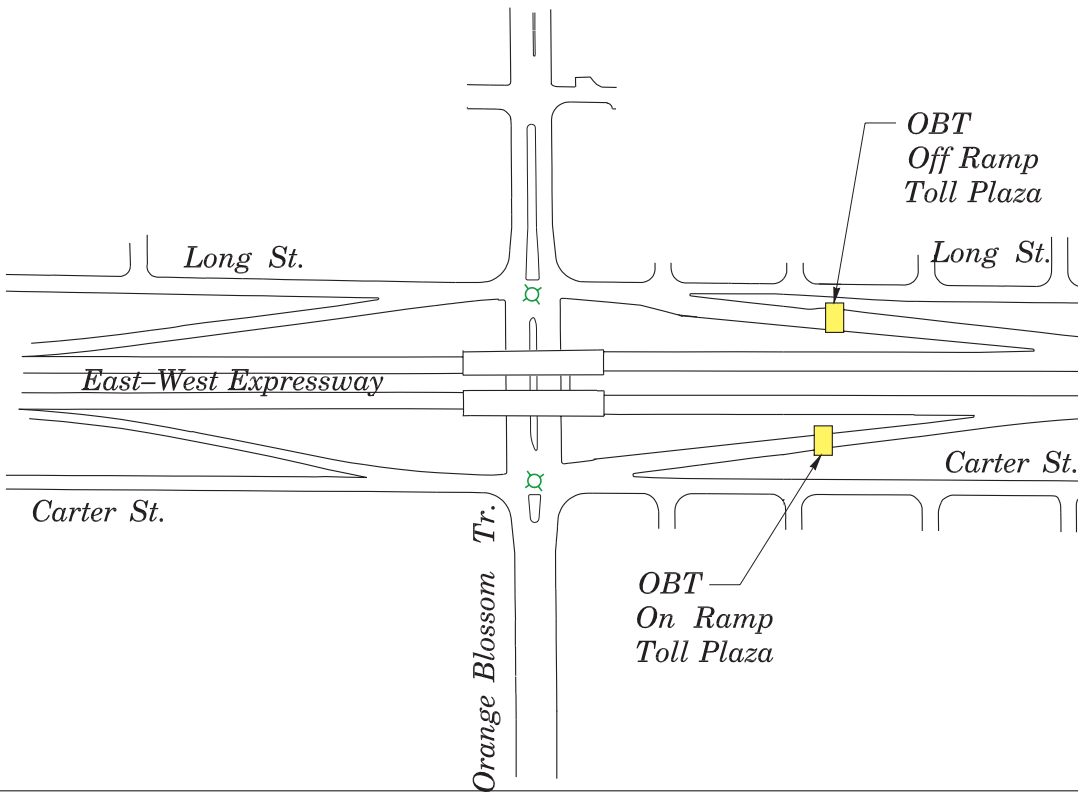 OBT
Off Ramp
Toll Plaza
Long St.
Long St.
East–West Expressway
Carter St.
Carter St.
Orange Blossom Tr.
OBT
On Ramp
Toll Plaza